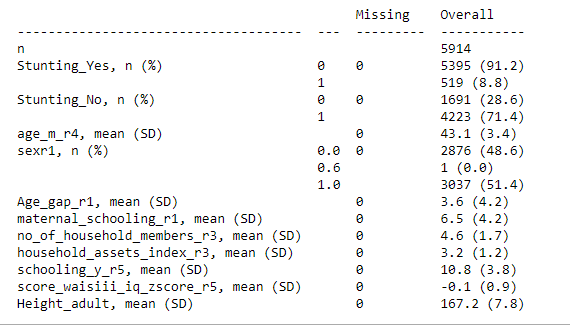 Missing    Overall
-------------------------------------  ---  ---------  -----------
n                                                       5914
Stunting_Yes, n (%)                    0    0          5395 (91.2)
                                       1               519 (8.8)
Stunting_No, n (%)                     0    0          1691 (28.6)
                                       1               4223 (71.4)
age_m_r4, mean (SD)                         0          43.1 (3.4)
sexr1, n (%)                           0.0  0          2876 (48.6)
                                       0.6             1 (0.0)
                                       1.0             3037 (51.4)
Age_gap_r1, mean (SD)                       0          3.6 (4.2)
maternal_schooling_r1, mean (SD)            0          6.5 (4.2)
no_of_household_members_r3, mean (SD)       0          4.6 (1.7)
household_assets_index_r3, mean (SD)        0          3.2 (1.2)
schooling_y_r5, mean (SD)                   0          10.8 (3.8)
score_waisiii_iq_zscore_r5, mean (SD)       0          -0.1 (0.9)
Height_adult, mean (SD)                     0          167.2 (7.8)